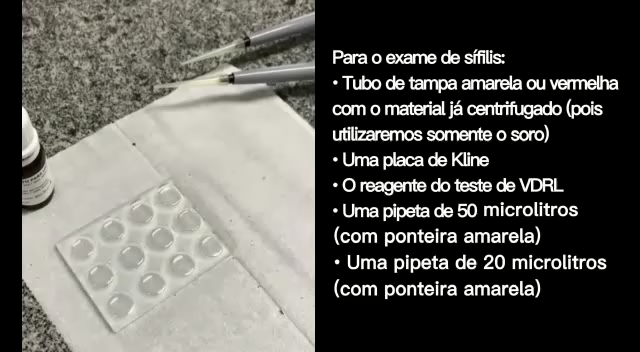 Para o exame de sífilis:
• Tubo de tampa amarela ou vermelha
com o material já centrifugado (pois
utilizaremos somente o soro)
• Uma placa de Kline
• O reagente do teste de VDRL
• Uma pipeta de 50 microlitros
(com ponteira amarela)
• Uma pipeta de 20 microlitros
(com ponteira amarela)